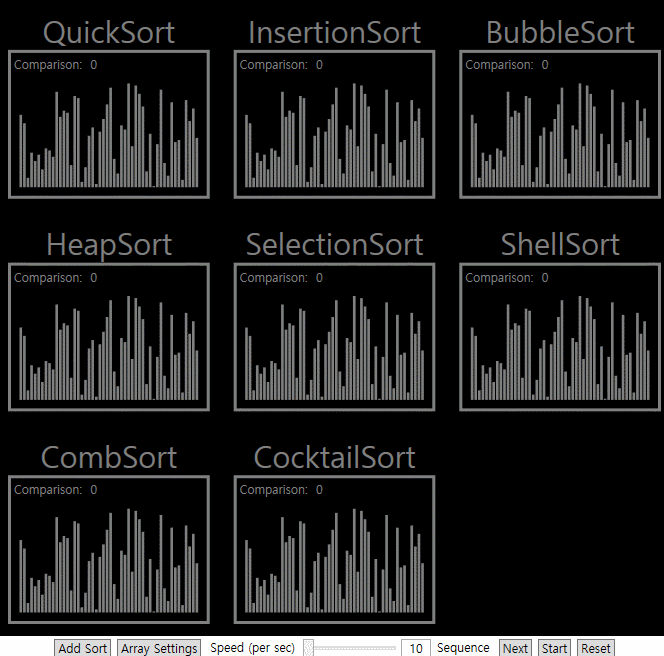 QuickSort InsertionSort BubbleSort
Comparison: 0 Comparison: 0 Comparison: 0
HeapSort SelectionSort ShellSort
Comparison: 0 Comparison: 0 Comparison: 0
CombSort CocktailSort
Comparison: 0 Comparison: 0
Add Sort Array Settings Speed (per sec) 10 Sequence Next Start Reset